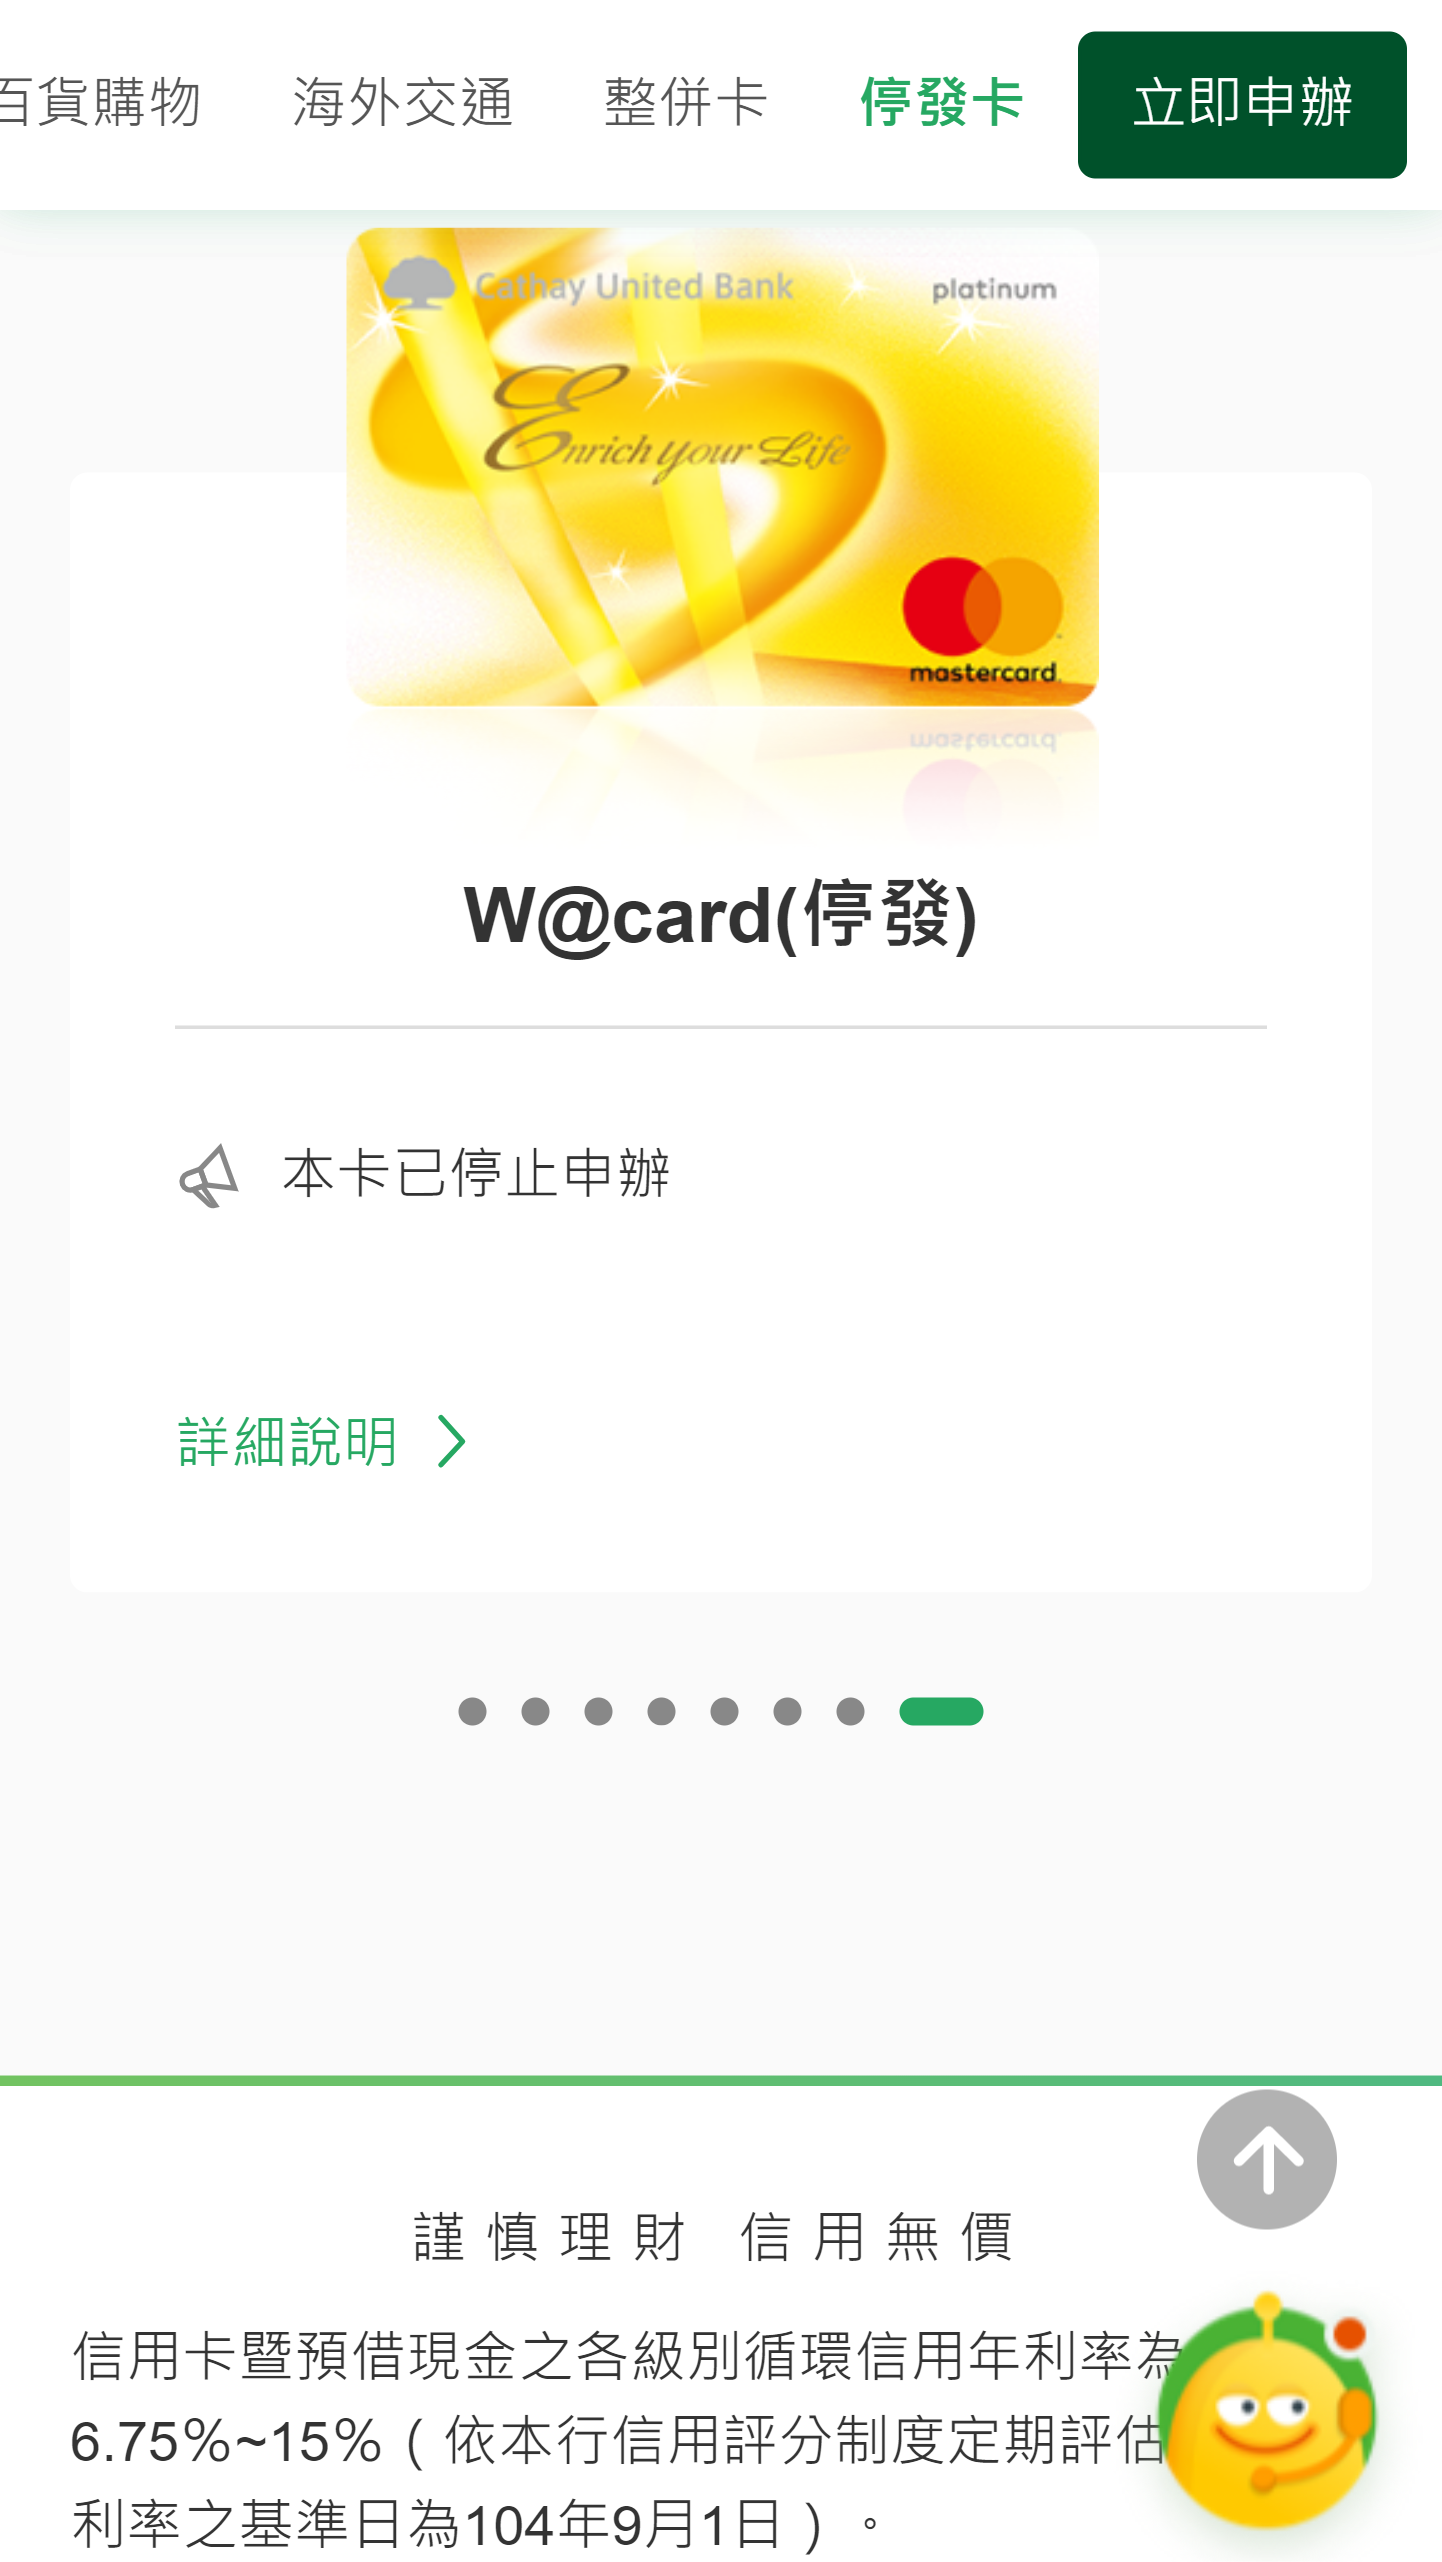 百貨購物 海外交通 整併卡 停發卡 立即申辦
Cathay United Bank platinum
Enrich your Life
mastercard
W@card(停發)
本卡已停止申辦
詳細說明
謹慎理財 信用無價
信用卡暨預借現金之各級別循環信用年利率為
6.75%~15%（依本行信用評分制度定期評估
利率之基準日為104年9月1日）。